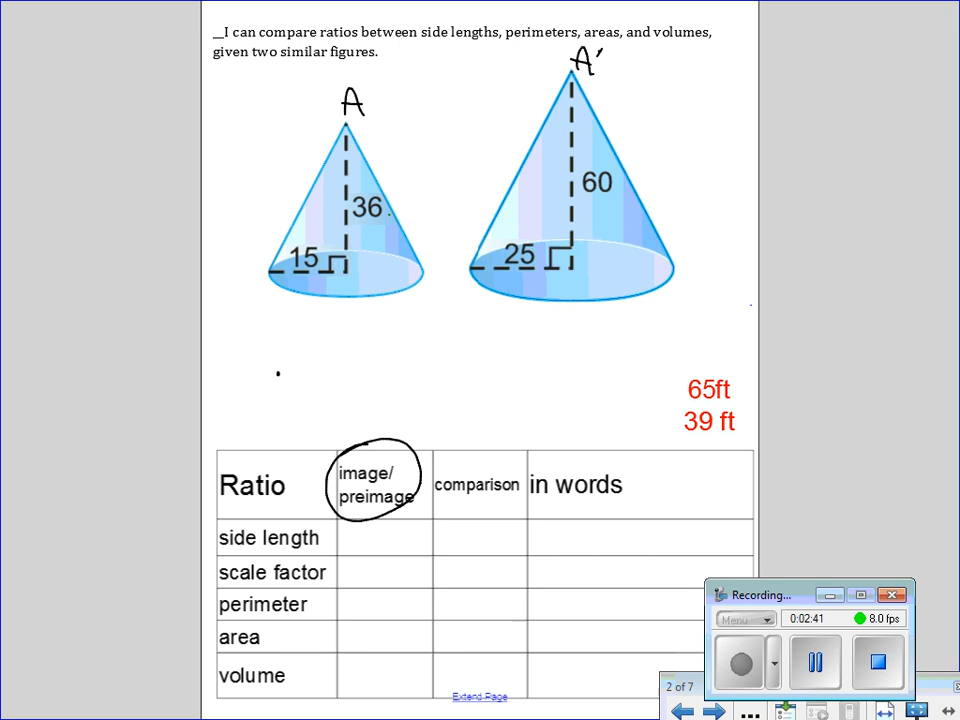 __I can compare ratios between side lengths, perimeters, areas, and volumes,
given two similar figures.
A
A'
36
60
15
25
65ft
39 ft
Ratio
image/
preimage
comparison
in words
side length
scale factor
perimeter
area
volume
Extend Page
Recording...
Menu
0:02:41
8.0 fps
2 of 7